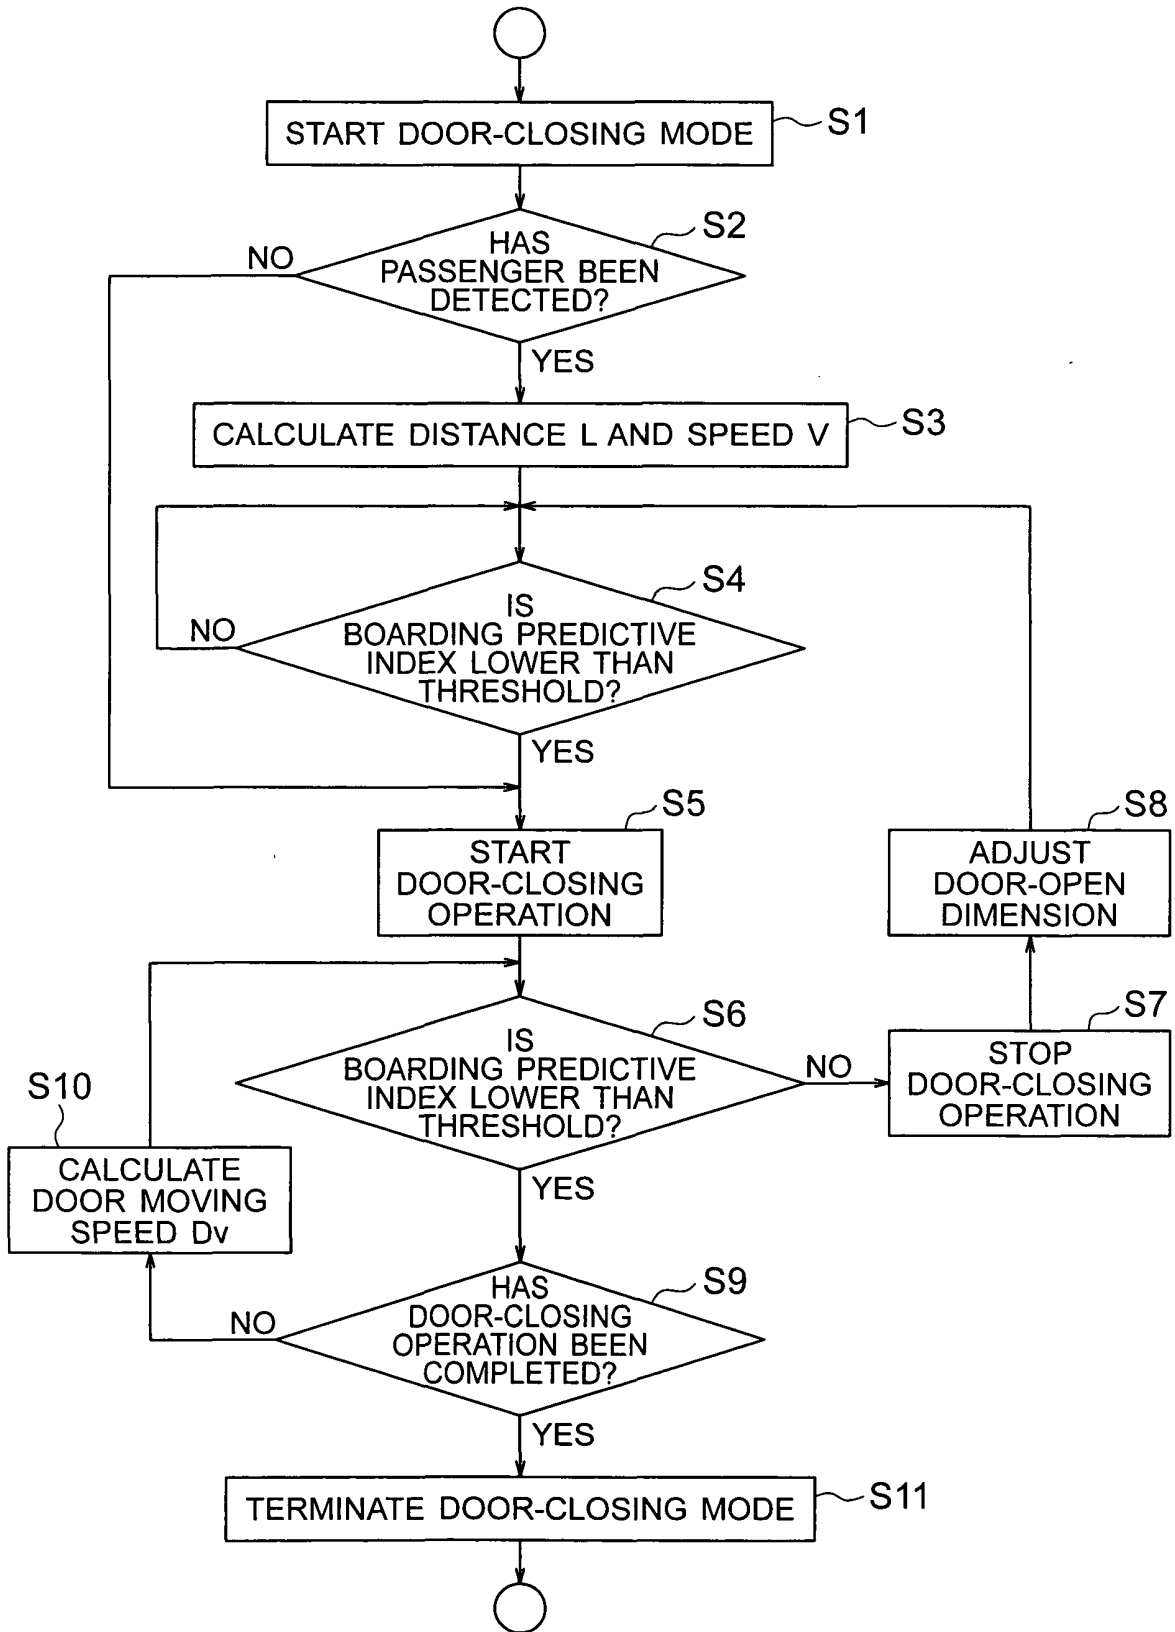 START DOOR-CLOSING MODE
S1
HAS
PASSENGER BEEN
DETECTED?
S2
NO
YES
CALCULATE DISTANCE L AND SPEED V
S3
IS
BOARDING PREDICTIVE
INDEX LOWER THAN
THRESHOLD?
S4
NO
YES
START
DOOR-CLOSING
OPERATION
S5
IS
BOARDING PREDICTIVE
INDEX LOWER THAN
THRESHOLD?
S6
NO
STOP
DOOR-CLOSING
OPERATION
S7
ADJUST
DOOR-OPEN
DIMENSION
S8
YES
HAS
DOOR-CLOSING
OPERATION BEEN
COMPLETED?
S9
NO
CALCULATE
DOOR MOVING
SPEED Dv
S10
YES
TERMINATE DOOR-CLOSING MODE
S11